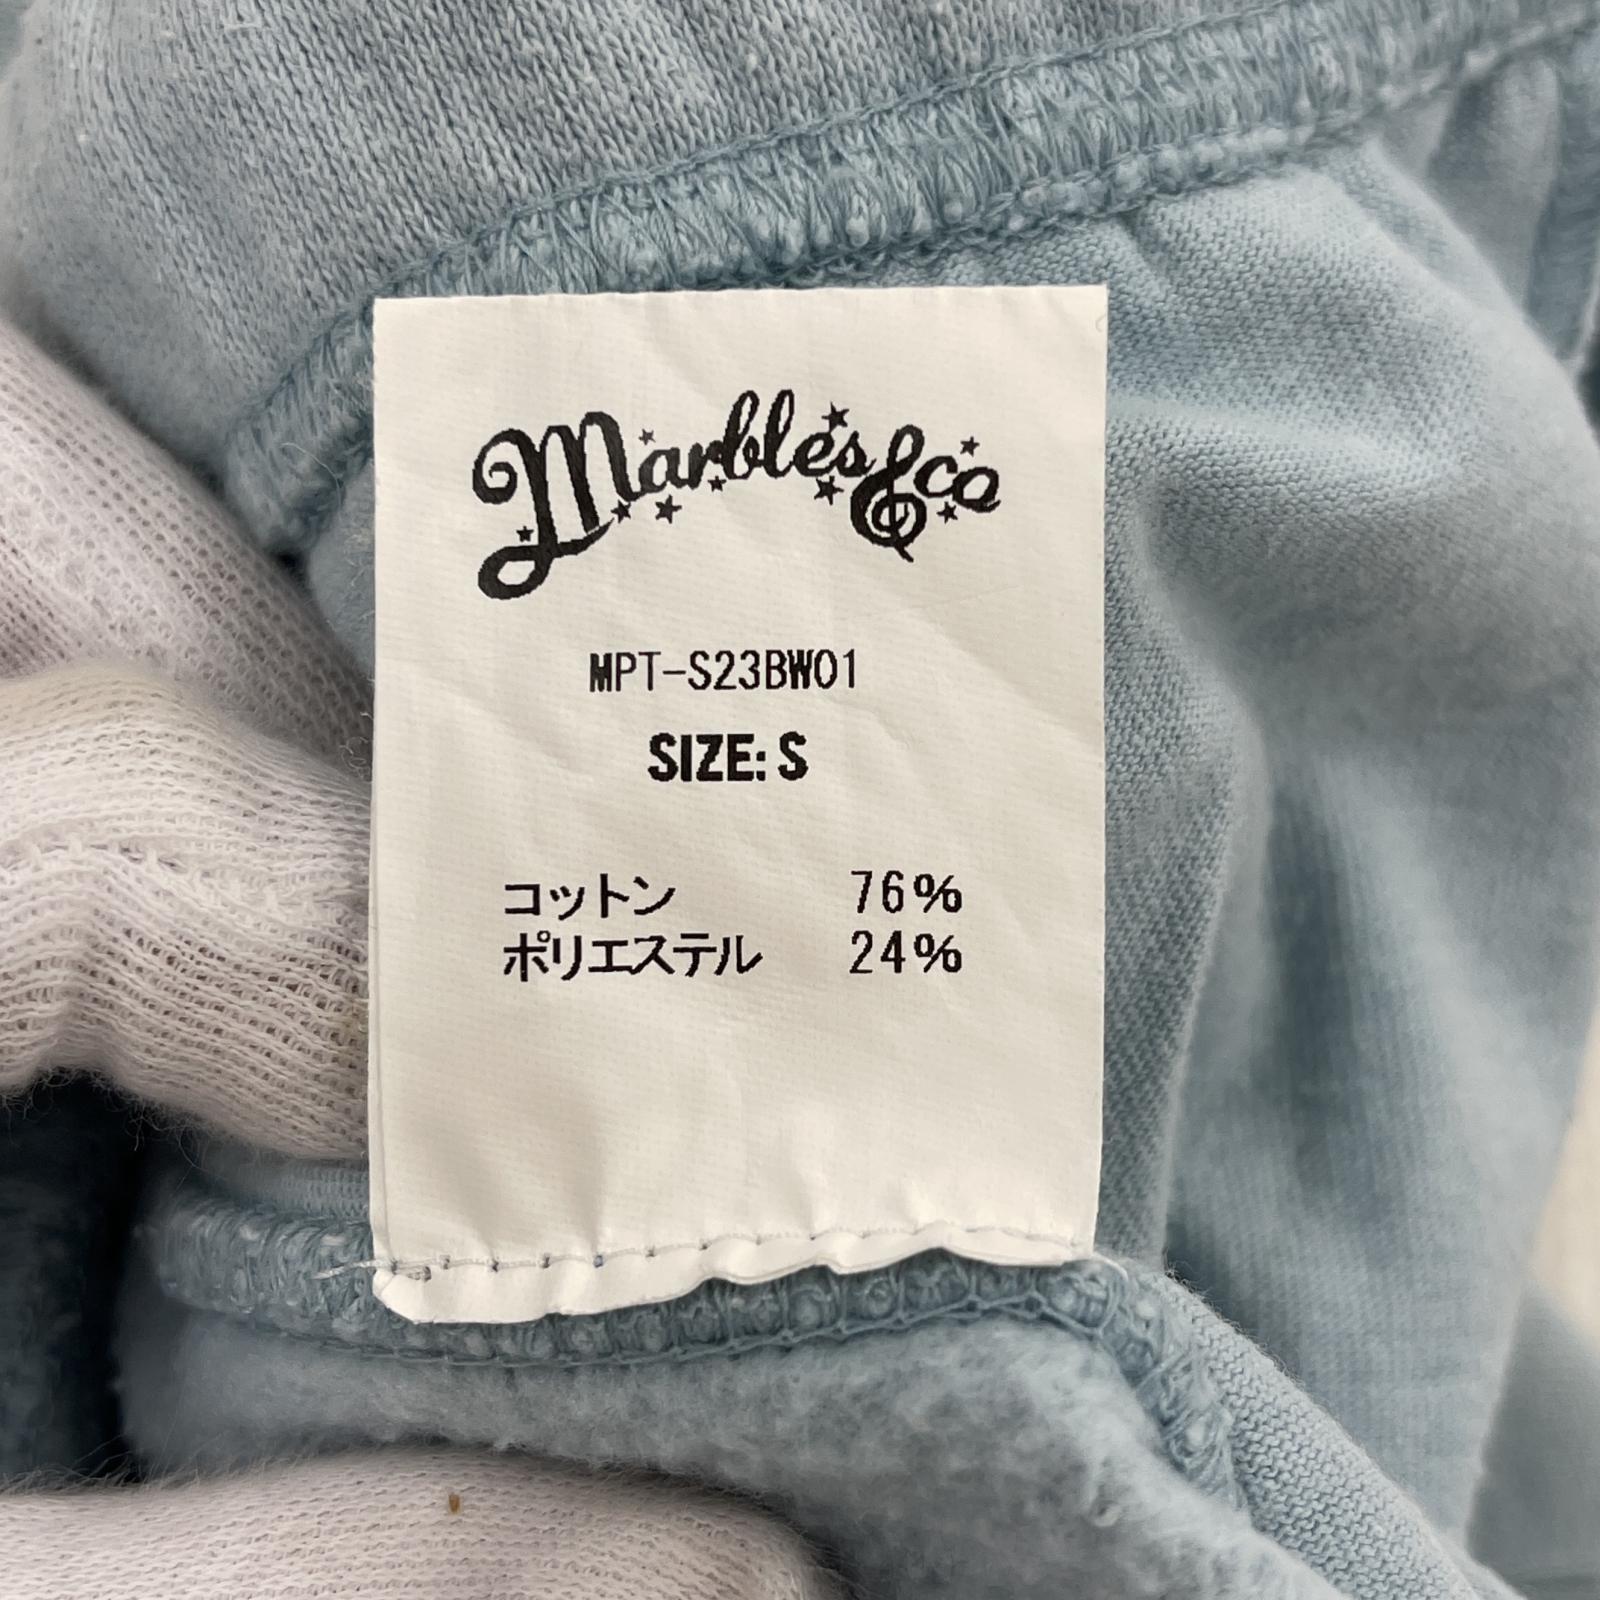 Marbles&co
MPT-S23BW01
SIZE: S
コットン 76%
ポリエステル 24%